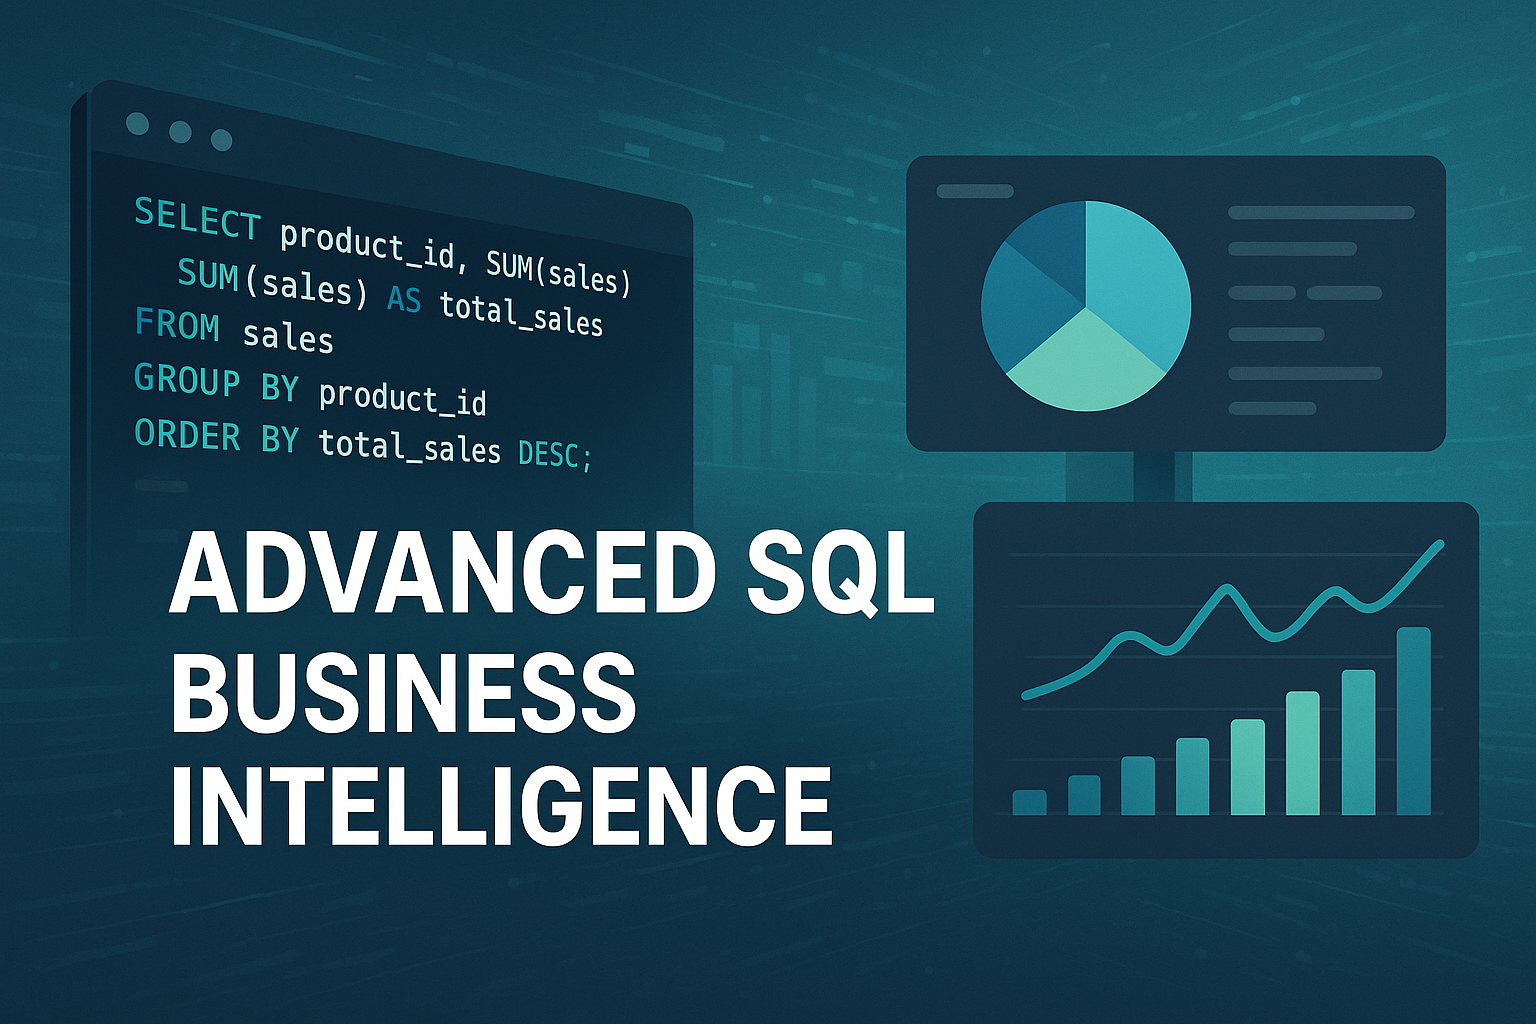 SELECT product_id, SUM(sales)
SUM(sales) AS total_sales
FROM sales
GROUP BY product_id
ORDER BY total_sales DESC;
ADVANCED SQL
BUSINESS
INTELLIGENCE